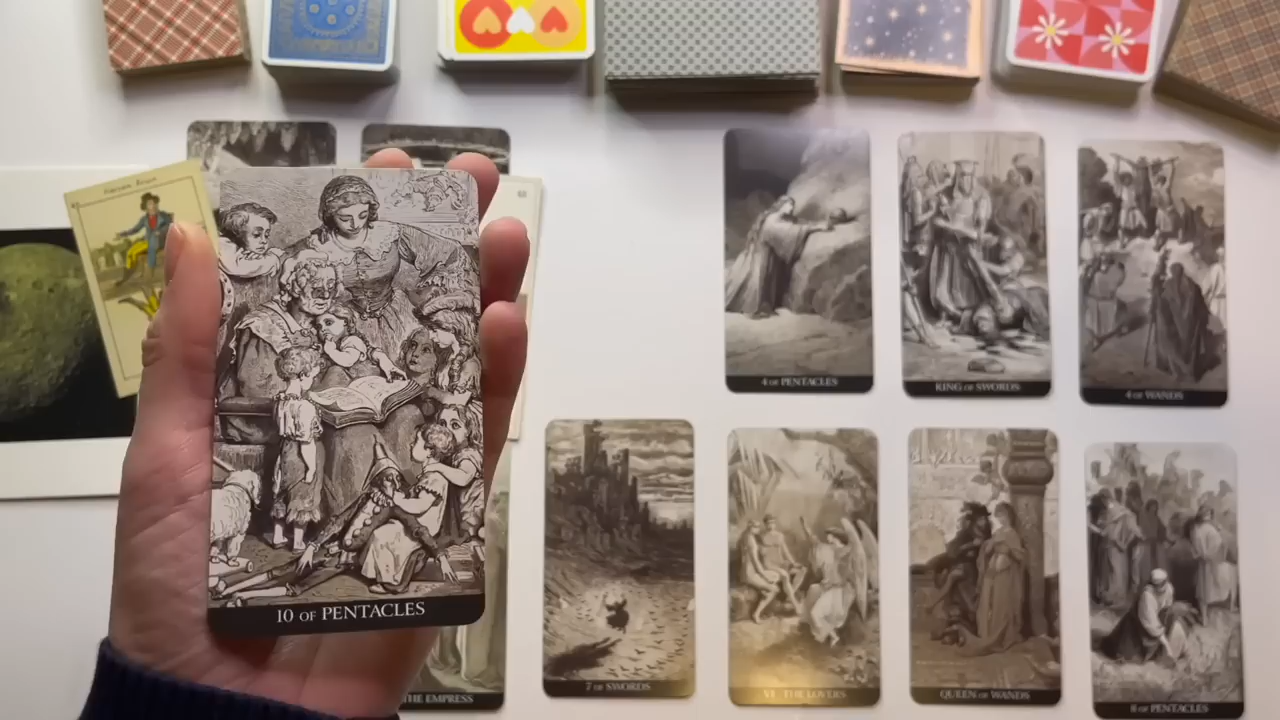 4 OF PENTACLES
KING OF SWORDS
4 OF WANDS
10 OF PENTACLES
THE EMPRESS
7 OF SWORDS
VI · THE LOVERS
QUEEN OF WANDS
8 OF PENTACLES